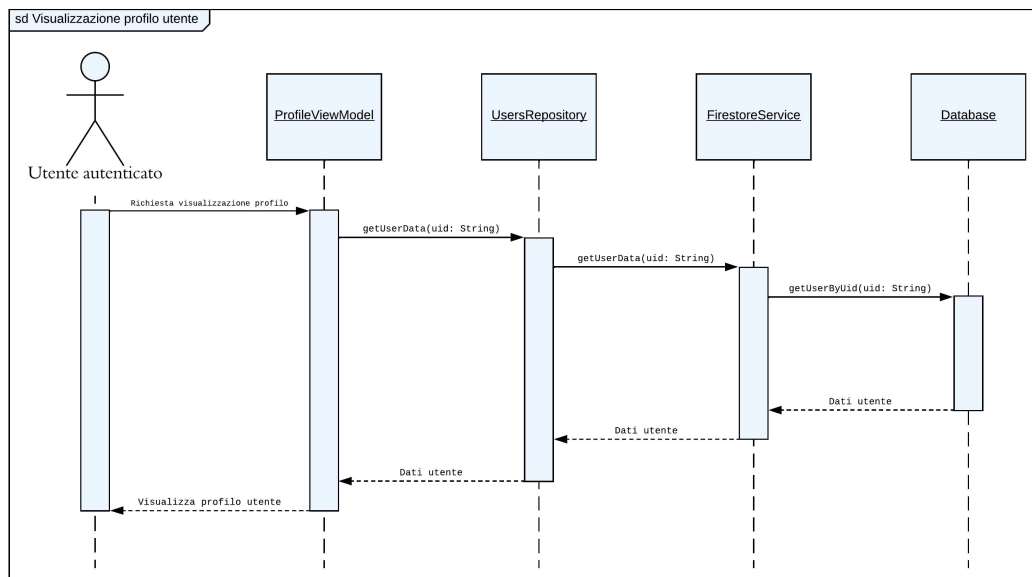 sd Visualizzazione profilo utente
ProfileViewModel
UsersRepository
FirestoreService
Database
Utente autenticato
Richiesta visualizzazione profilo
getUserData(uid: String)
getUserData(uid: String)
getUserByUid(uid: String)
Dati utente
Dati utente
Dati utente
Visualizza profilo utente